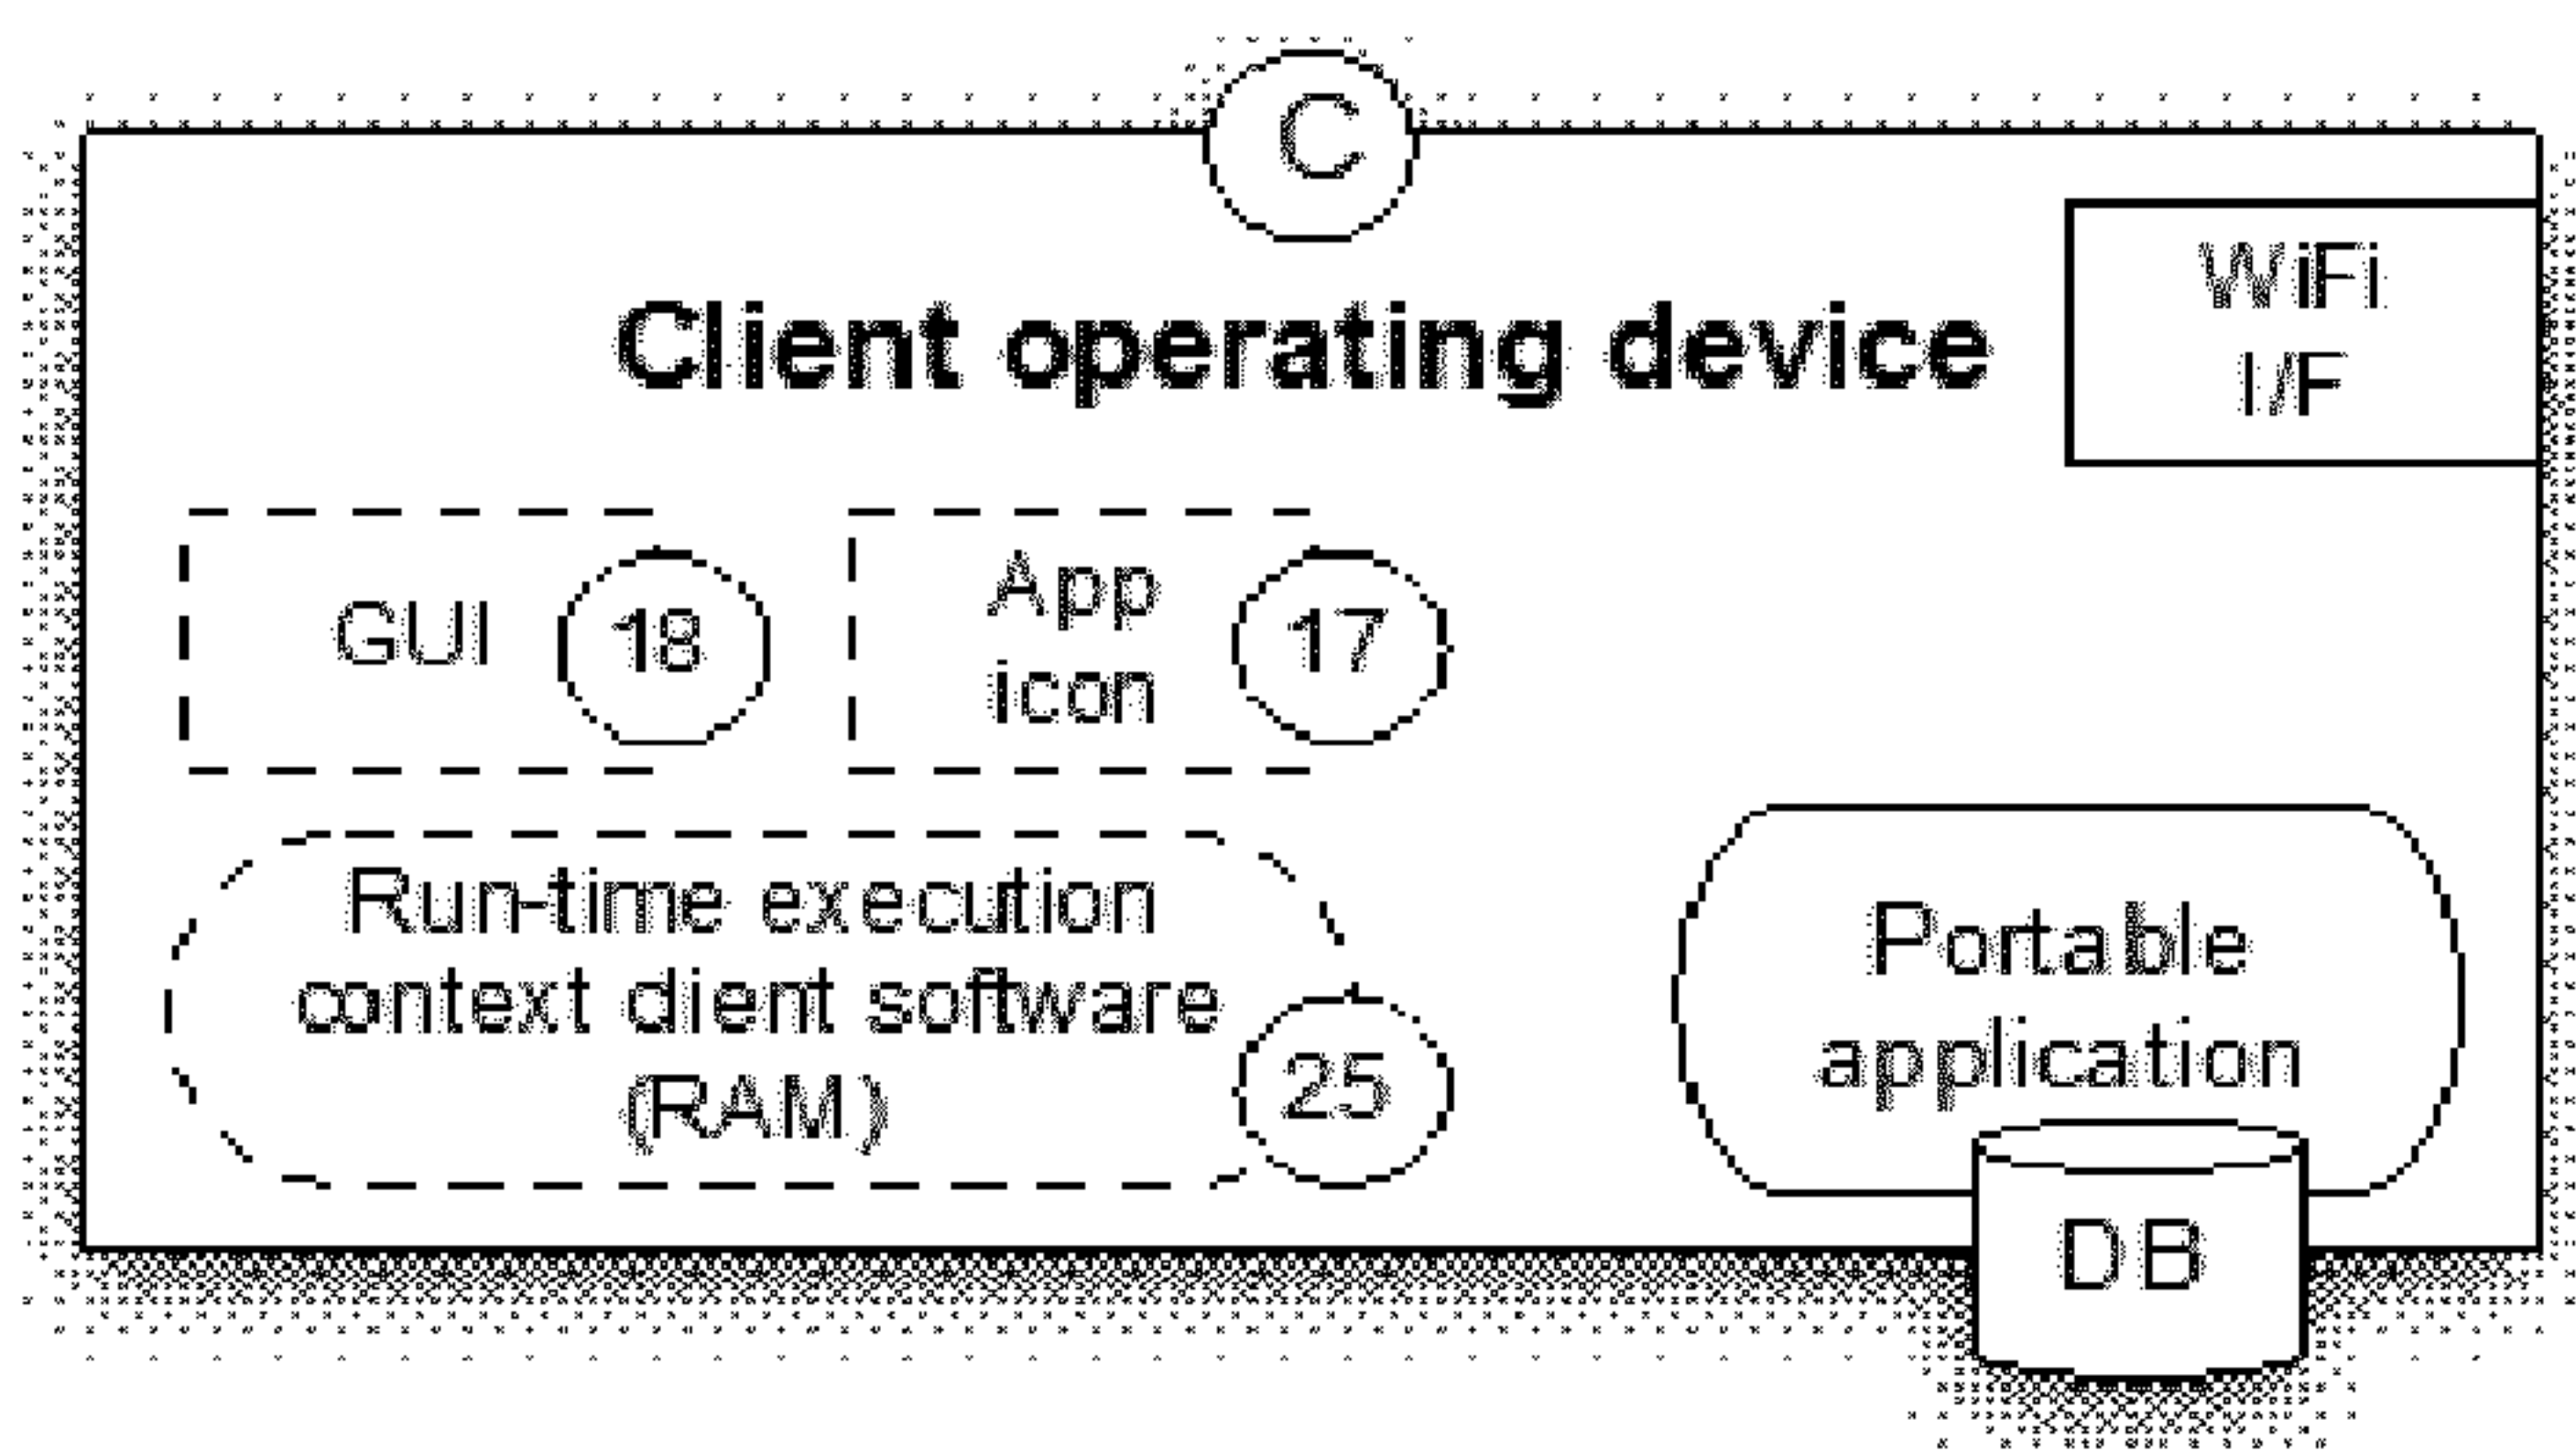 C
Client operating device
WiFi
I/F
GUI
18
App
icon
17
Run-time execution
context client software
(RAM)
25
Portable
application
DB